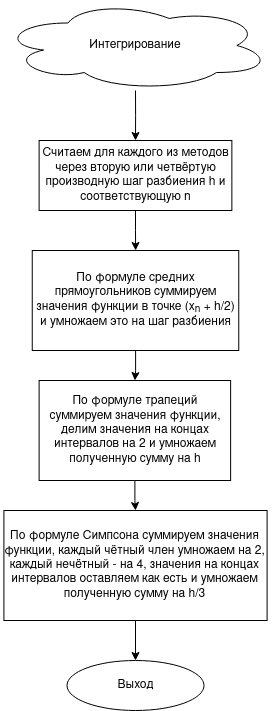 Интегрирование
Считаем для каждого из методов
через вторую или четвёртую
производную шаг разбиения h и
соответствующую n
По формуле средних
прямоугольников суммируем
значения функции в точке (xₙ + h/2)
и умножаем это на шаг разбиения
По формуле трапеций
суммируем значения функции,
делим значения на концах
интервалов на 2 и умножаем
полученную сумму на h
По формуле Симпсона суммируем значения
функции, каждый чётный член умножаем на 2,
каждый нечётный - на 4, значения на концах
интервалов оставляем как есть и умножаем
полученную сумму на h/3
Выход